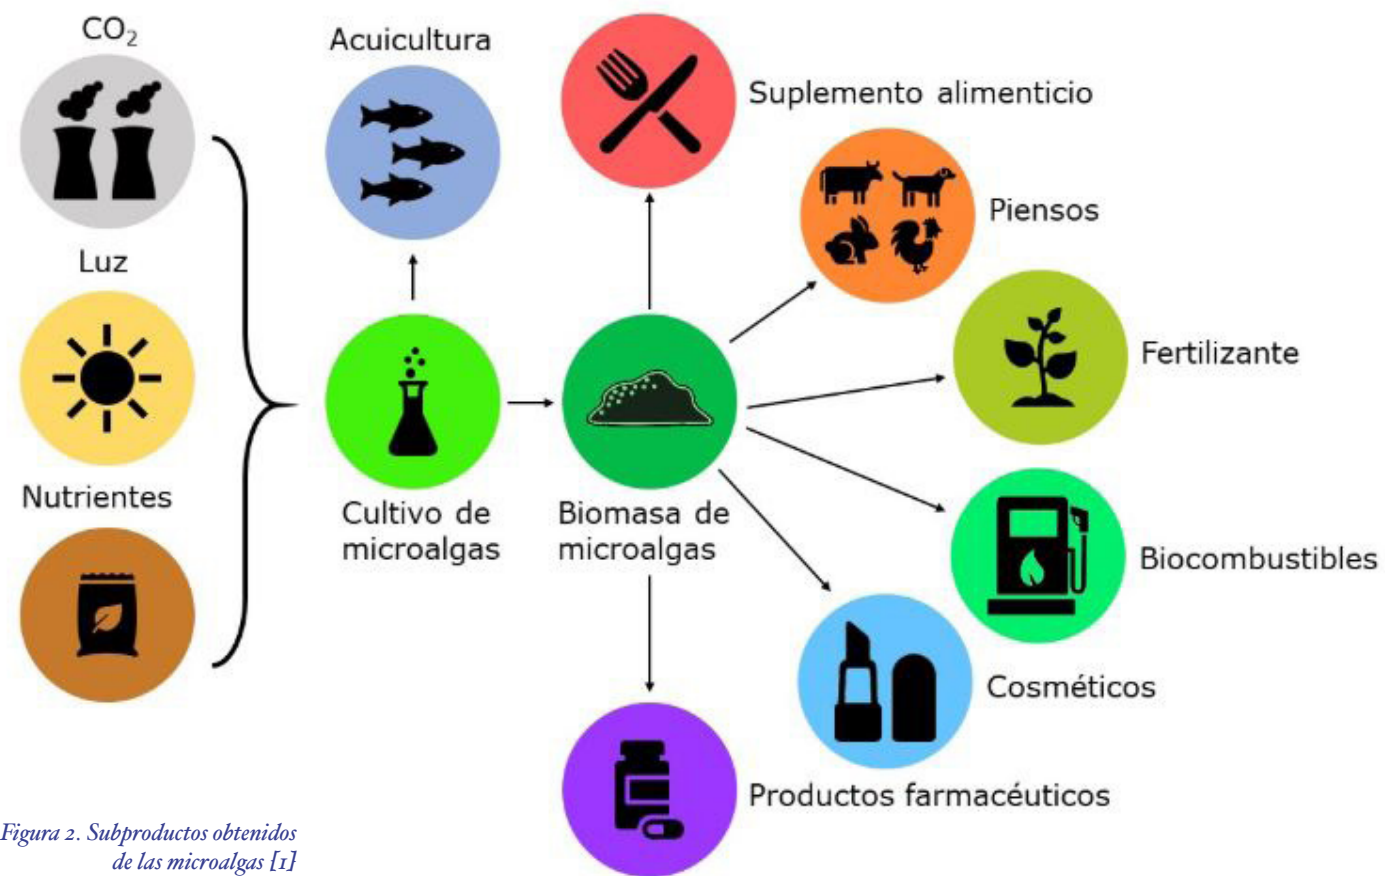 CO₂
Acuicultura
Suplemento alimenticio
Piensos
Luz
Fertilizante
Nutrientes
Cultivo de
microalgas
Biomasa de
microalgas
Biocombustibles
Cosméticos
Productos farmacéuticos
Figura 2. Subproductos obtenidos
de las microalgas [1]